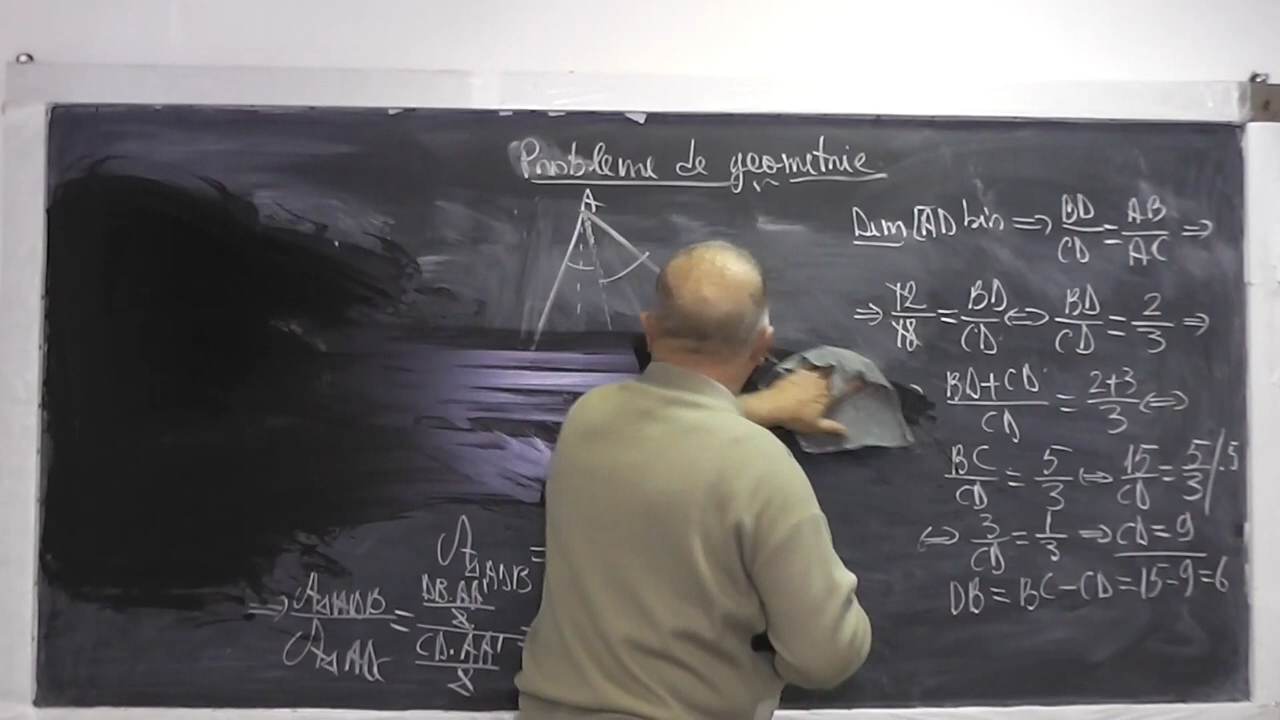 Probleme de geometrie
A
Dem [AD bis ⇒ BD/CD = AB/AC ⇒
⇒ 12/18 = BD/CD ⇔ BD/CD = 2/3 ⇒
BD+CD/CD = 2+3/3 ⇔
BC/CD = 5/3 ⇔ 15/CD = 5/3 /:5
⇔ 3/CD = 1/3 ⇒ CD = 9
DB = BC-CD = 15-9 = 6
A△ADB =
⇒ A△ADB / A△ADC = DB·AA'/2 / CD·AA'/2 =